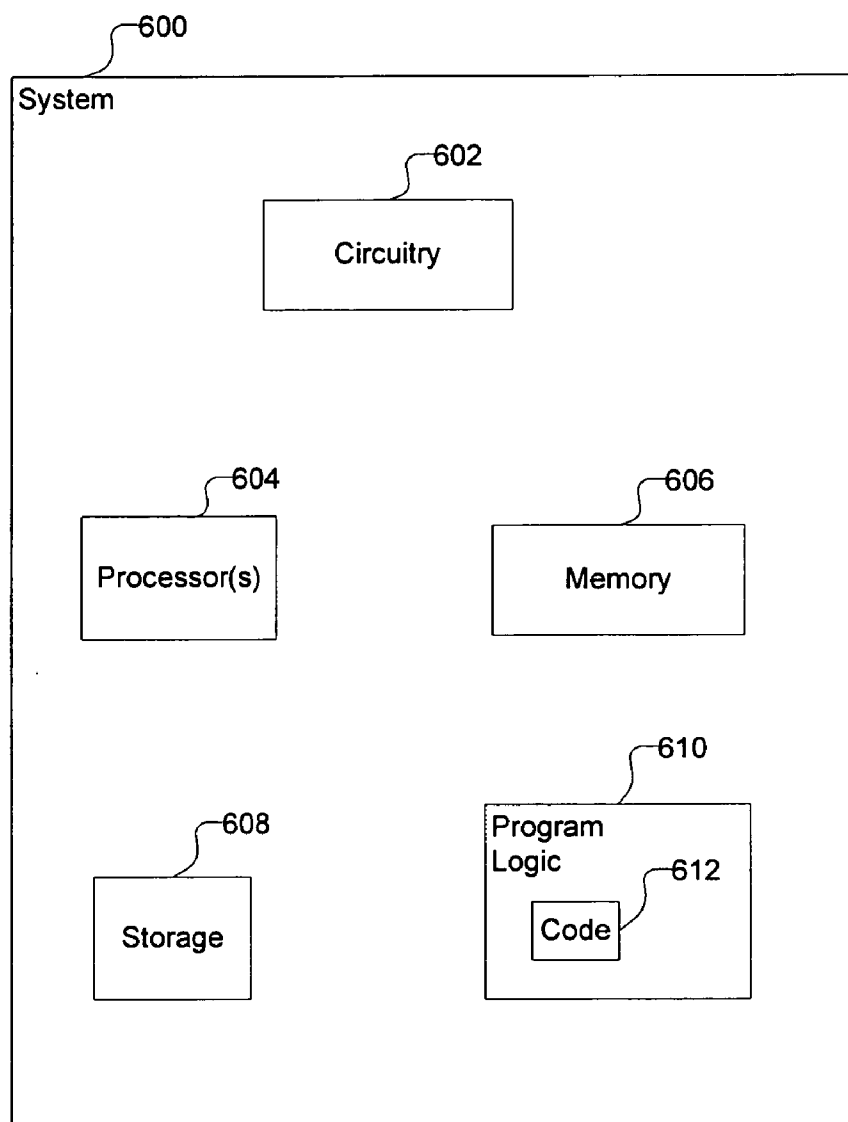 600
System
602
Circuitry
604
606
Processor(s)
Memory
610
608
Program
Logic
612
Storage
Code